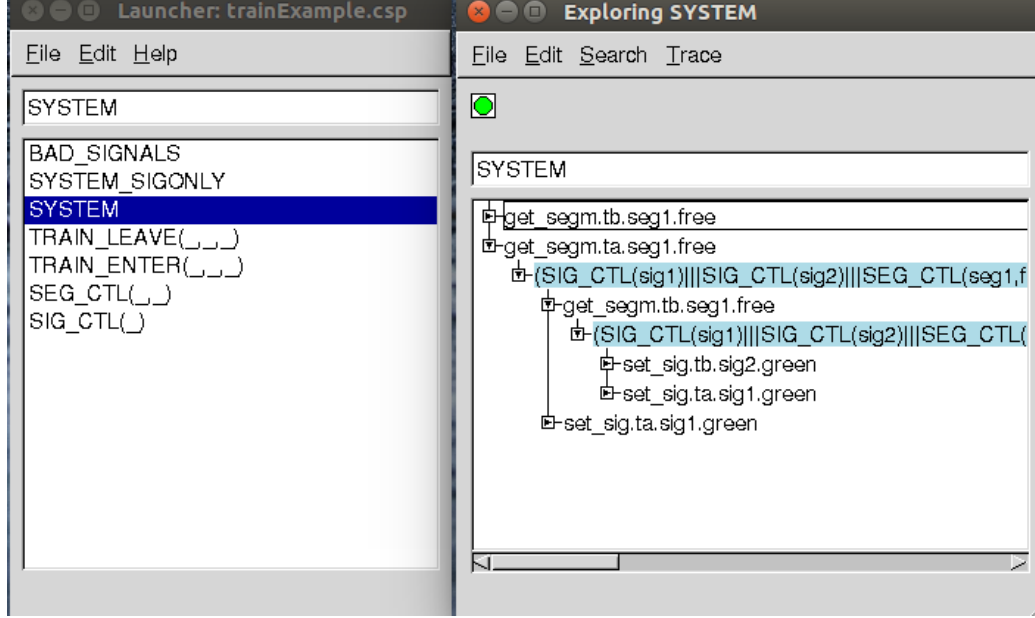 Launcher: trainExample.csp
File Edit Help
SYSTEM
BAD_SIGNALS
SYSTEM_SIGONLY
SYSTEM
TRAIN_LEAVE(_,_,_)
TRAIN_ENTER(_,_,_)
SEG_CTL(_,_)
SIG_CTL(_)
Exploring SYSTEM
File Edit Search Trace
SYSTEM
get_segm.tb.seg1.free
get_segm.ta.seg1.free
(SIG_CTL(sig1)|||SIG_CTL(sig2)|||SEG_CTL(seg1,f
get_segm.tb.seg1.free
(SIG_CTL(sig1)|||SIG_CTL(sig2)|||SEG_CTL(
set_sig.tb.sig2.green
set_sig.ta.sig1.green
set_sig.ta.sig1.green